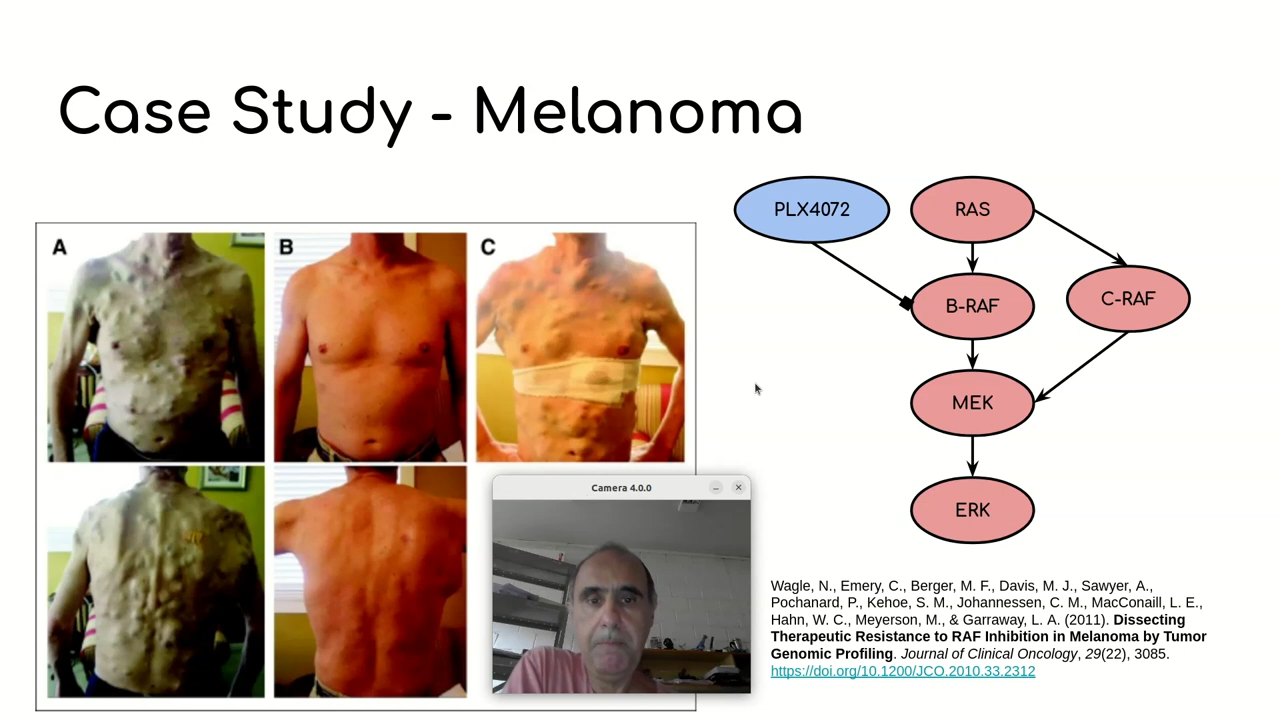 Case Study - Melanoma
A
B
C
PLX4072
RAS
B-RAF
C-RAF
MEK
ERK
Camera 4.0.0
Wagle, N., Emery, C., Berger, M. F., Davis, M. J., Sawyer, A.,
Pochanard, P., Kehoe, S. M., Johannessen, C. M., MacConaill, L. E.,
Hahn, W. C., Meyerson, M., & Garraway, L. A. (2011). Dissecting
Therapeutic Resistance to RAF Inhibition in Melanoma by Tumor
Genomic Profiling. Journal of Clinical Oncology, 29(22), 3085.
https://doi.org/10.1200/JCO.2010.33.2312